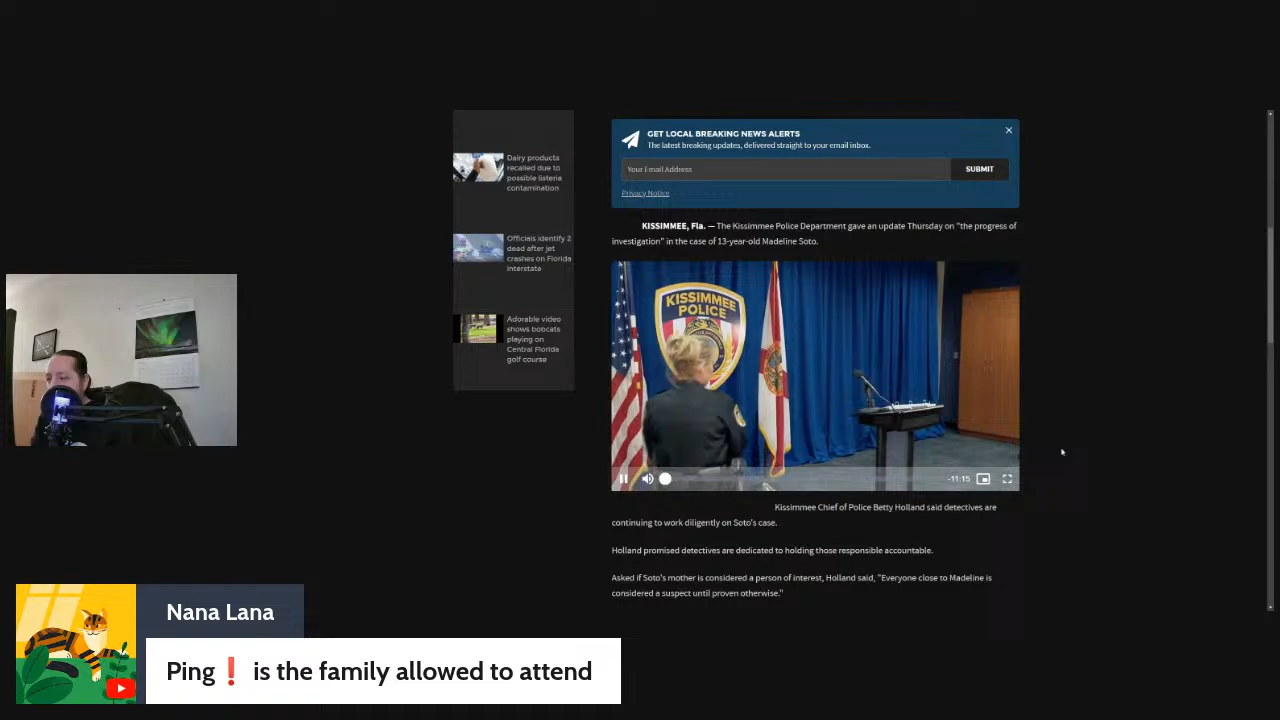 Dairy products
recalled due to
possible listeria
contamination
Officials identify 2
dead after jet
crashes on Florida
interstate
Adorable video
shows bobcats
playing on
Central Florida
golf course
GET LOCAL BREAKING NEWS ALERTS
The latest breaking updates, delivered straight to your email inbox.
Your Email Address
SUBMIT
Privacy Notice
KISSIMMEE, Fla. — The Kissimmee Police Department gave an update Thursday on "the progress of
investigation" in the case of 13-year-old Madeline Soto.
KISSIMMEE
POLICE
-11:15
Kissimmee Chief of Police Betty Holland said detectives are
continuing to work diligently on Soto's case.
Holland promised detectives are dedicated to holding those responsible accountable.
Asked if Soto's mother is considered a person of interest, Holland said, "Everyone close to Madeline is
considered a suspect until proven otherwise."
Nana Lana
Ping❗ is the family allowed to attend